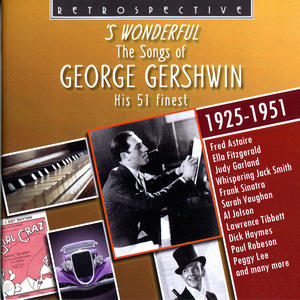 RETROSPECTIVE
'S WONDERFUL
The Songs of
GEORGE GERSHWIN
His 51 finest
1925-1951
Fred Astaire
Ella Fitzgerald
Judy Garland
Whispering Jack Smith
Frank Sinatra
Sarah Vaughan
Al Jolson
Lawrence Tibbett
Dick Haymes
Paul Robeson
Peggy Lee
and many more
GIRL CRAZY